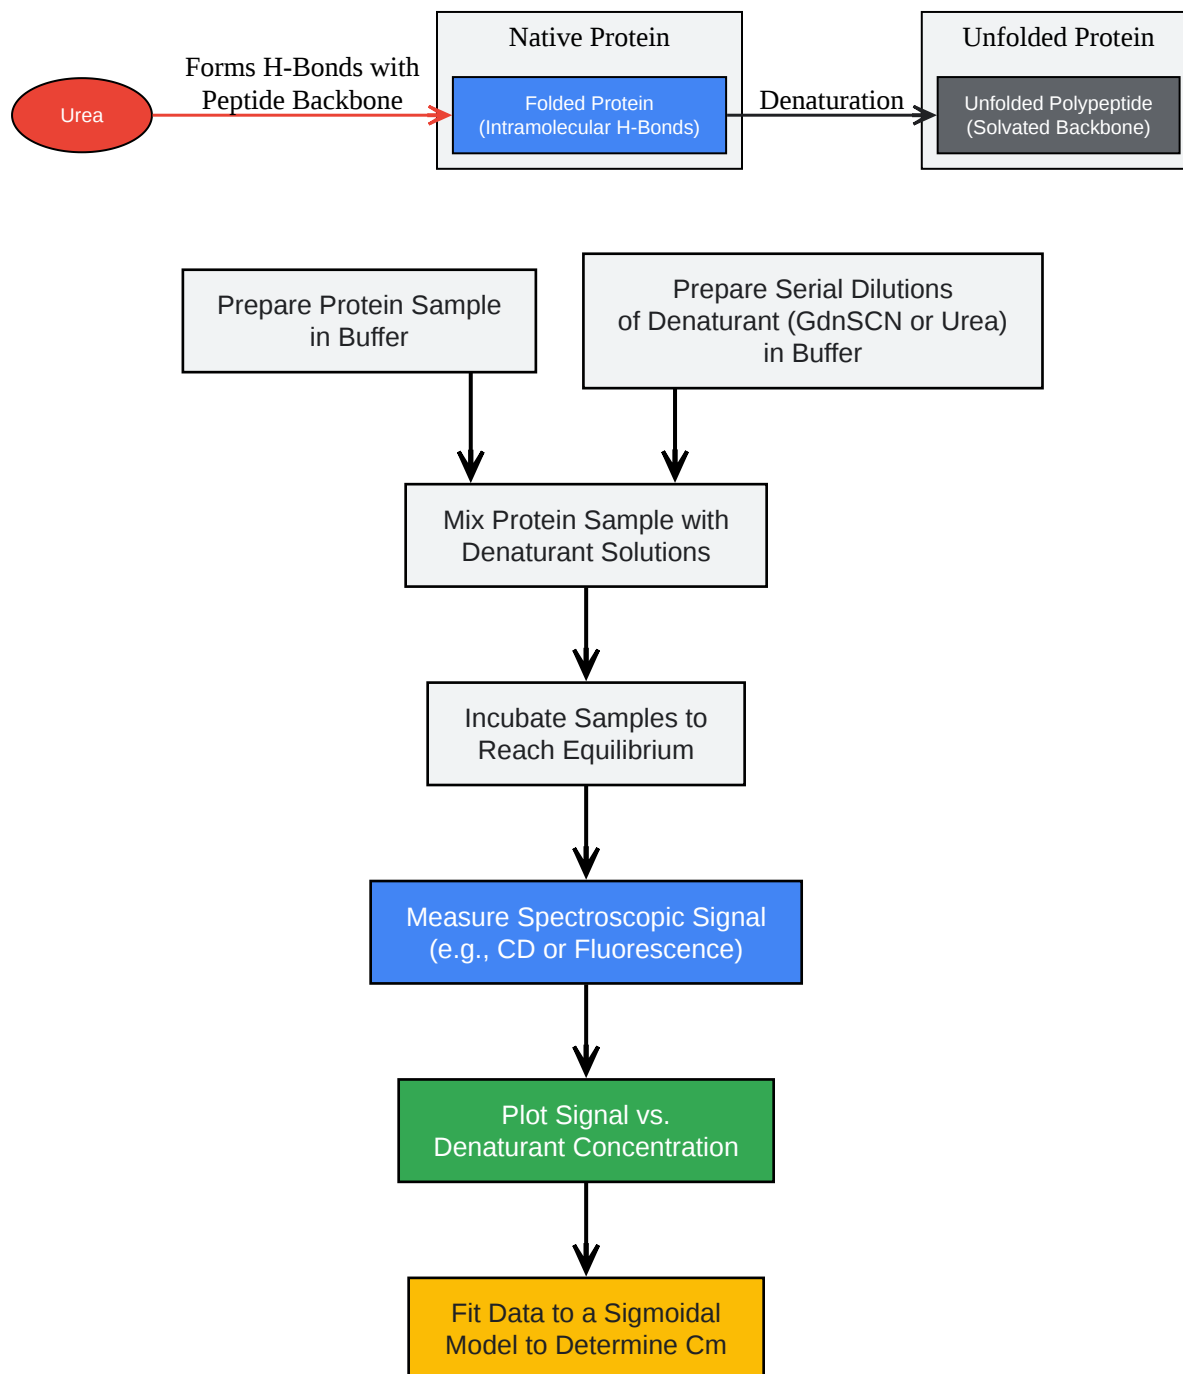 Native Protein
Unfolded Protein
Forms H-Bonds with
Peptide Backbone
Urea
Folded Protein
(Intramolecular H-Bonds)
Denaturation
Unfolded Polypeptide
(Solvated Backbone)
Prepare Protein Sample
in Buffer
Prepare Serial Dilutions
of Denaturant (GdnSCN or Urea)
in Buffer
Mix Protein Sample with
Denaturant Solutions
Incubate Samples to
Reach Equilibrium
Measure Spectroscopic Signal
(e.g., CD or Fluorescence)
Plot Signal vs.
Denaturant Concentration
Fit Data to a Sigmoidal
Model to Determine Cm